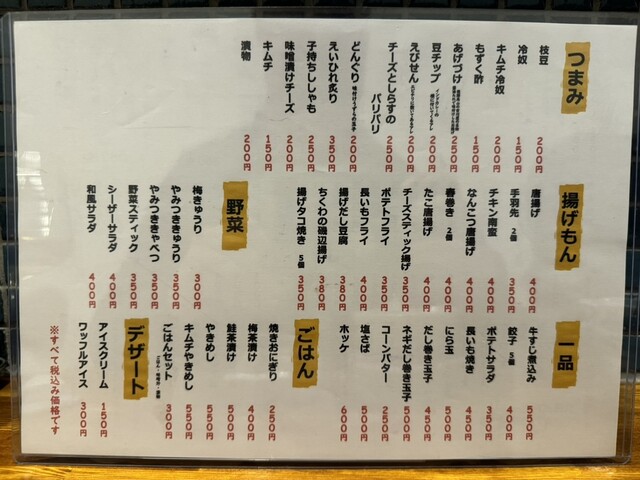 つまみ
枝豆 200円
冷奴 150円
キムチ冷奴 200円
もずく酢 150円
あげづけ 250円
豆チップ 200円
えびせん 200円
チーズとしらすの
パリパリ 250円
どんぐり 200円
えいひれ炙り 350円
子持ちししゃも 250円
味噌漬けチーズ 200円
キムチ 150円
漬物 200円
揚げもん
唐揚げ 400円
手羽先 2個 350円
チキン南蛮 400円
なんこつ唐揚げ 400円
春巻き 2個 400円
たこ唐揚げ 400円
チーズスティック揚げ 350円
ポテトフライ 350円
長いもフライ 400円
揚げだし豆腐 380円
ちくわの磯辺揚げ 380円
揚げタコ焼き 5個 350円
野菜
梅きゅうり 300円
やみつききゅうり 350円
やみつききゃべつ 350円
野菜スティック 350円
シーザーサラダ 400円
和風サラダ 400円
一品
牛すじ煮込み 550円
餃子 5個 400円
ポテトサラダ 450円
長いも焼き 500円
にら玉 500円
だし巻き玉子 450円
ネギだし巻き玉子 500円
コーンバター 250円
塩さば 500円
ホッケ 600円
ごはん
焼きおにぎり 250円
梅茶漬け 400円
鮭茶漬け 500円
やきめし 550円
キムチやきめし 550円
ごはんセット 300円
デザート
アイスクリーム 150円
ワッフルアイス 300円
※すべて税込み価格です